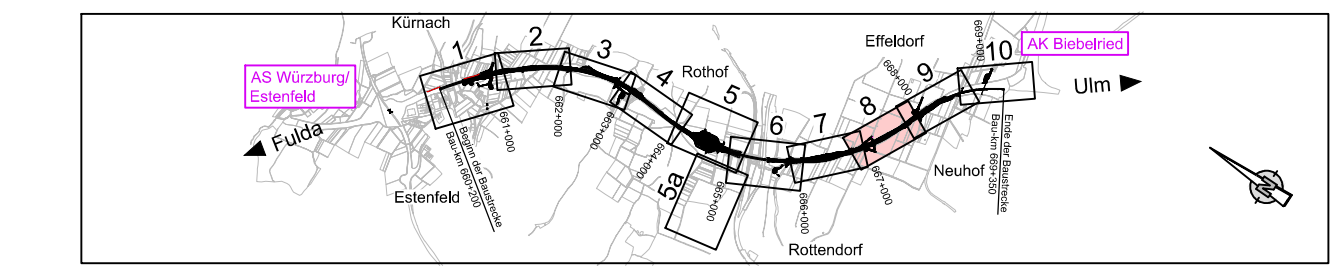 Kürnach
1
2
3
4
5
5a
6
7
8
9
10
AS Würzburg/
Estenfeld
AK Biebelried
Effeldorf
Rothof
Fulda
Ulm
Estenfeld
Neuhof
Rottendorf
Beginn der Baustrecke
Bau-km 660+200
661+000
662+000
663+000
664+000
665+000
666+000
667+000
668+000
669+000
Ende der Baustrecke
Bau-km 669+350
N